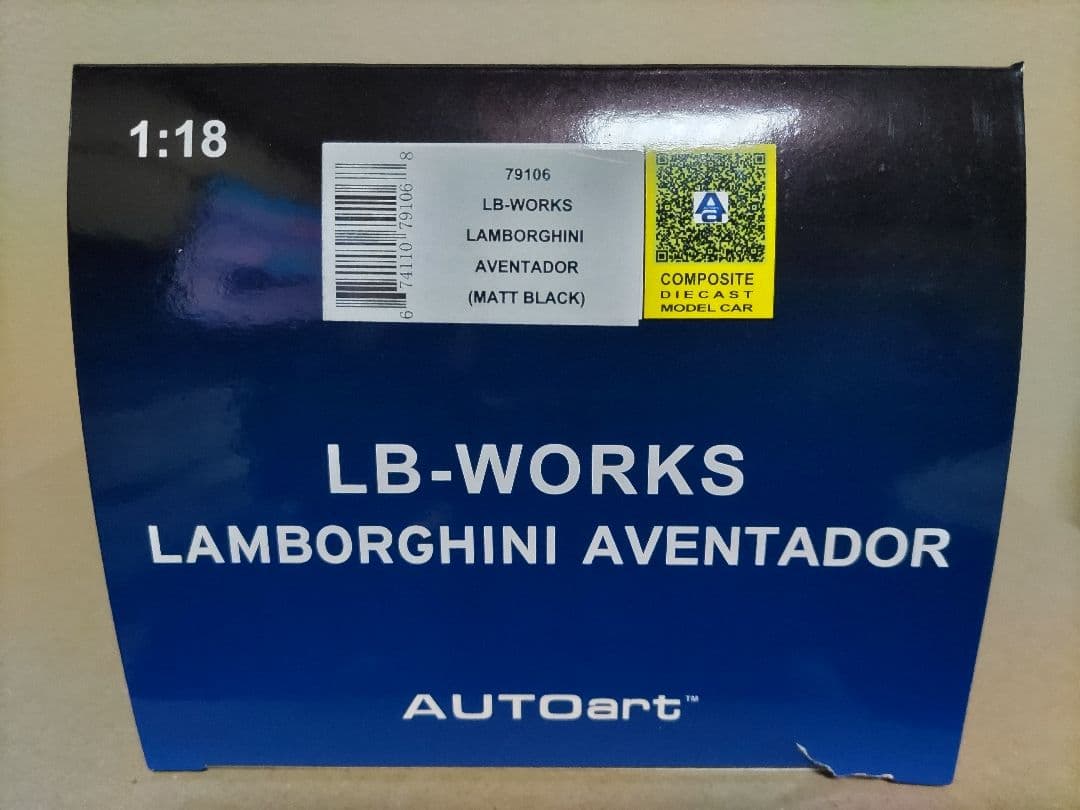 1:18
79106
LB-WORKS
LAMBORGHINI
AVENTADOR
(MATT BLACK)
6 74110 79106 8
Aa
COMPOSITE
DIECAST
MODEL CAR
LB-WORKS
LAMBORGHINI AVENTADOR
AUTOart™